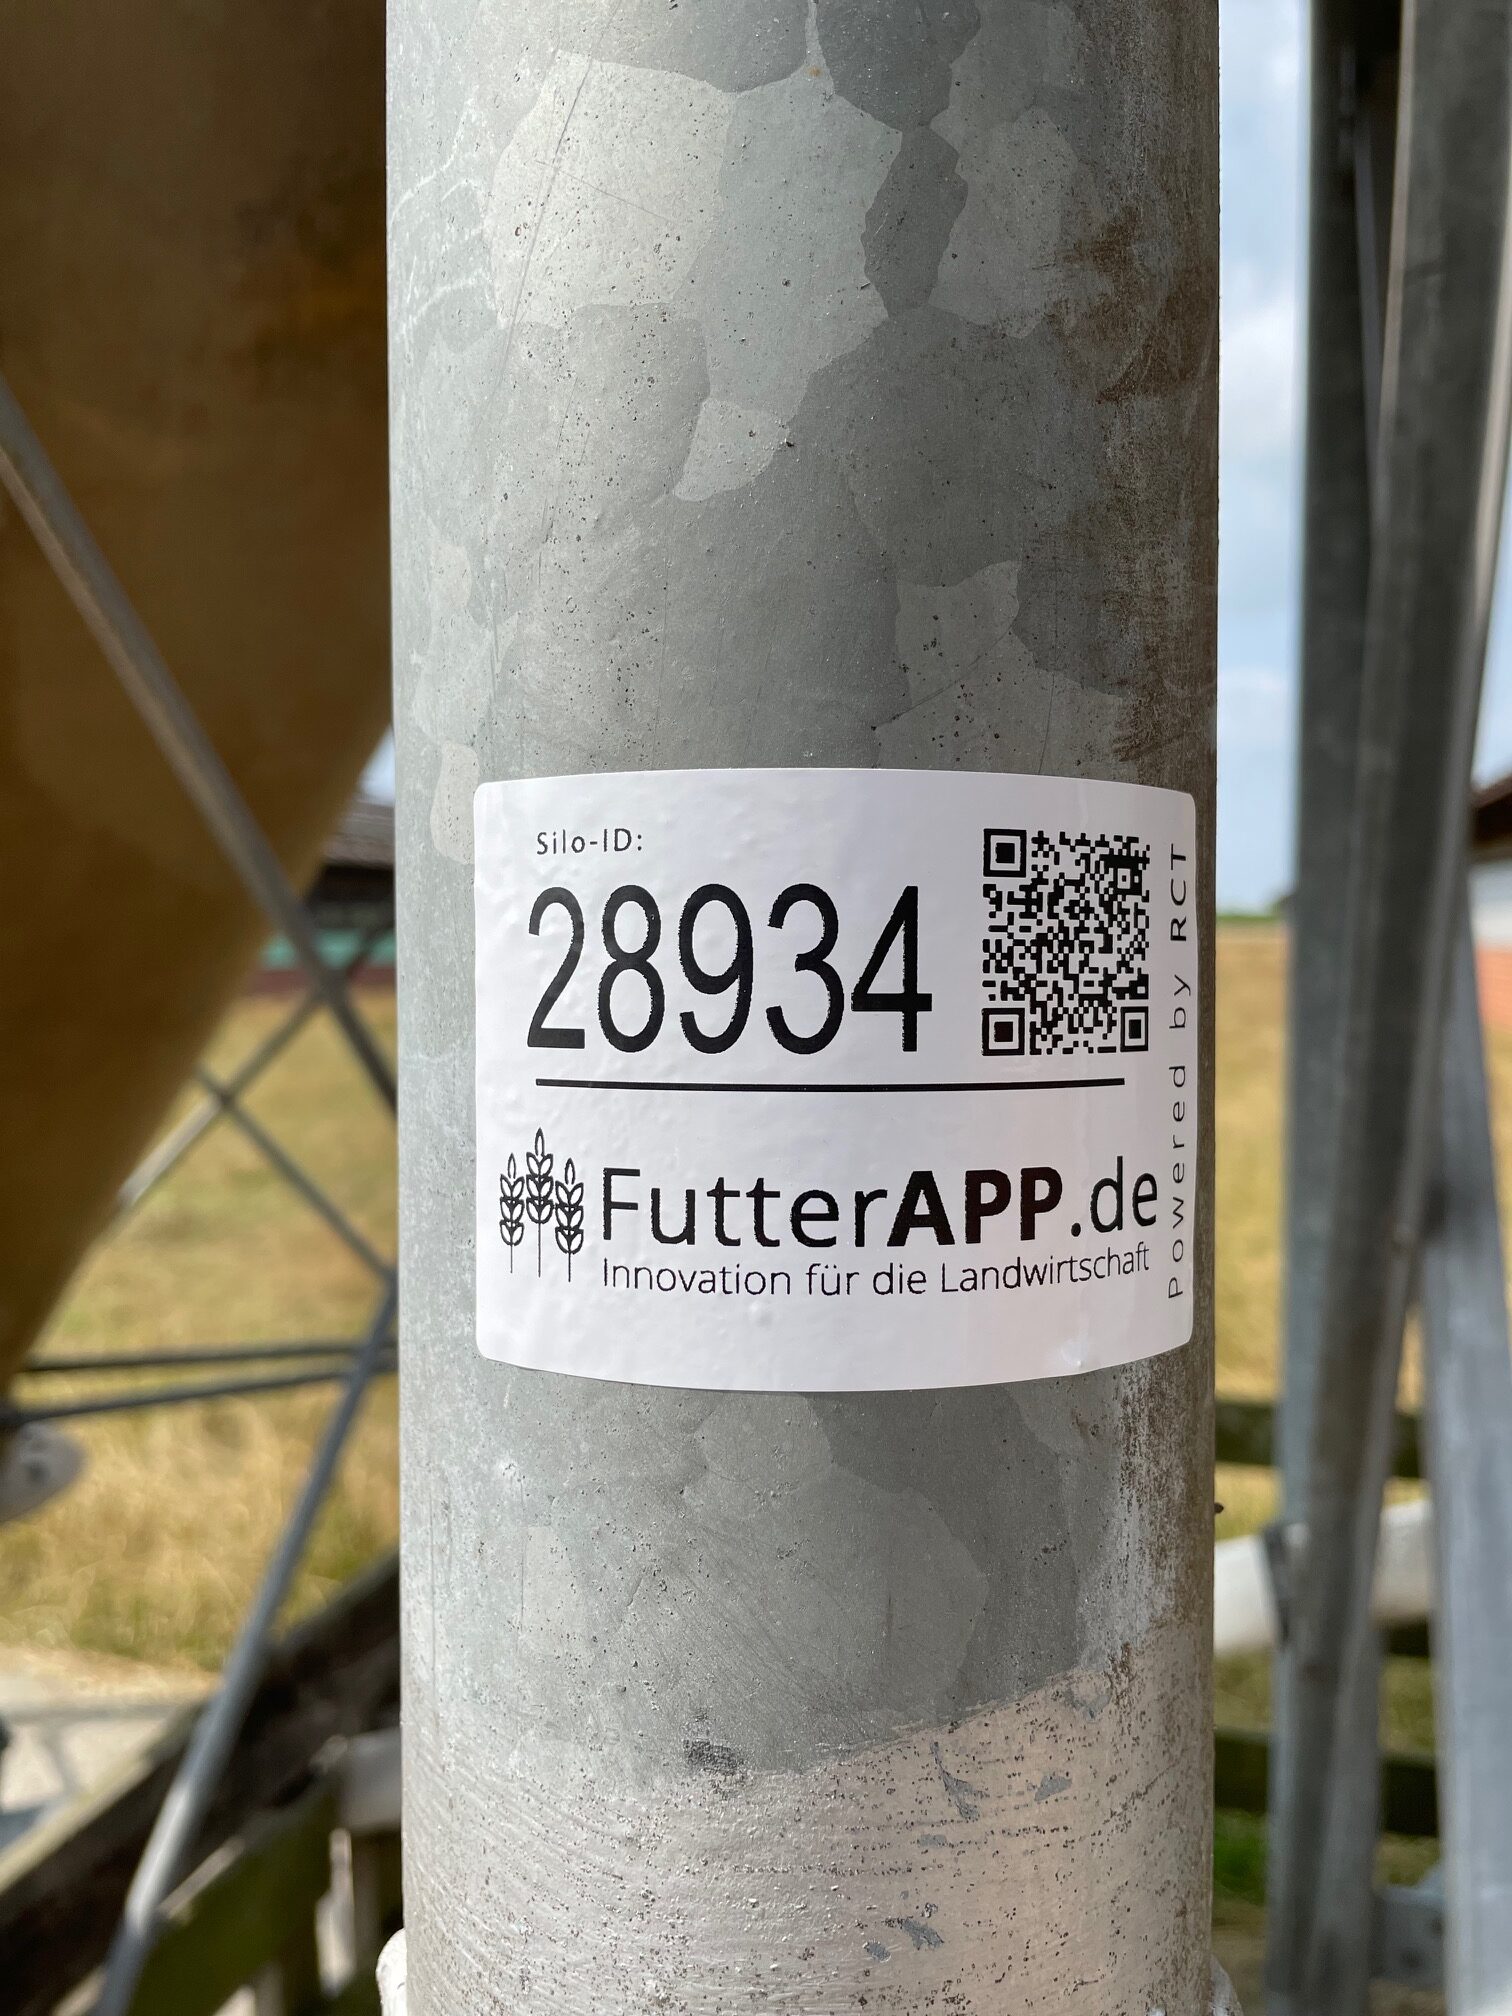 Silo-ID:
28934
FutterAPP.de
Innovation für die Landwirtschaft
Powered by RCT